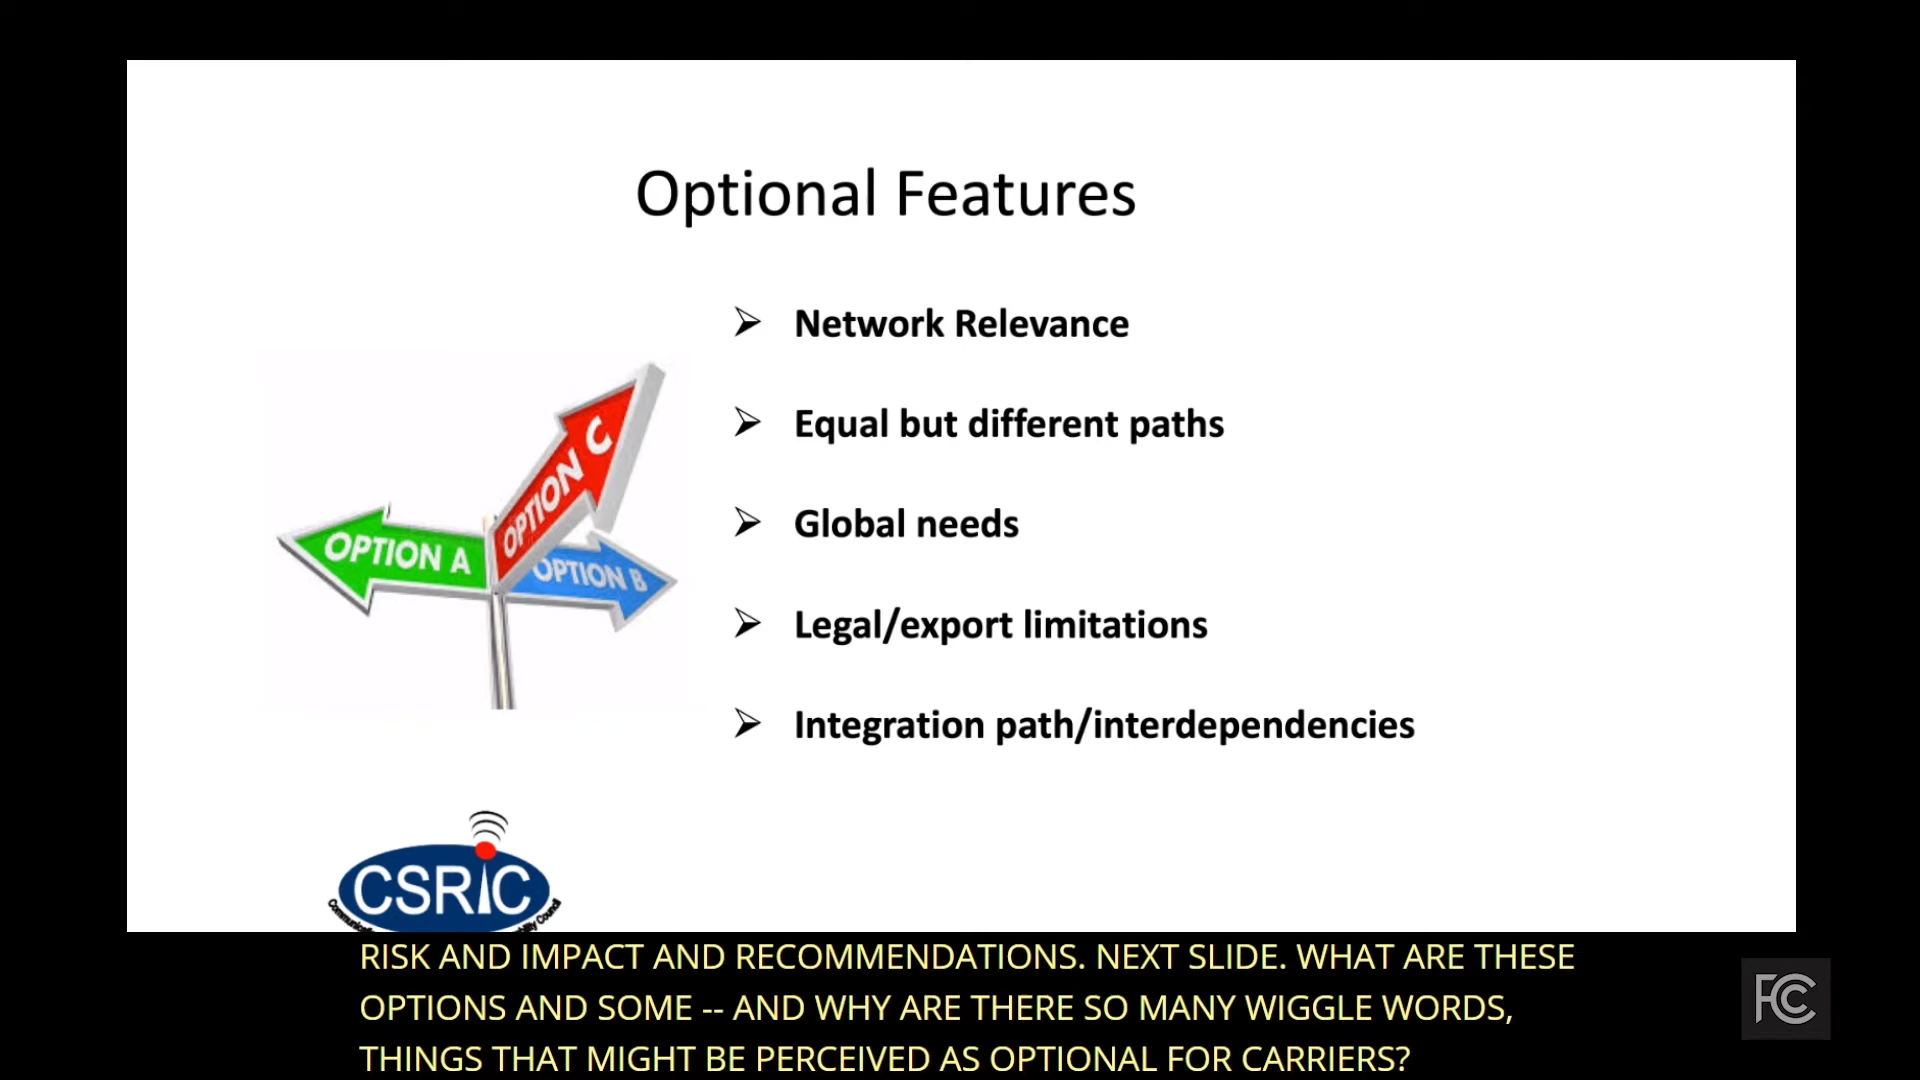 Optional Features
➢ Network Relevance
➢ Equal but different paths
➢ Global needs
➢ Legal/export limitations
➢ Integration path/interdependencies
OPTION C
OPTION A
OPTION B
CSRIC
RISK AND IMPACT AND RECOMMENDATIONS. NEXT SLIDE. WHAT ARE THESE
OPTIONS AND SOME -- AND WHY ARE THERE SO MANY WIGGLE WORDS,
THINGS THAT MIGHT BE PERCEIVED AS OPTIONAL FOR CARRIERS?
FCC